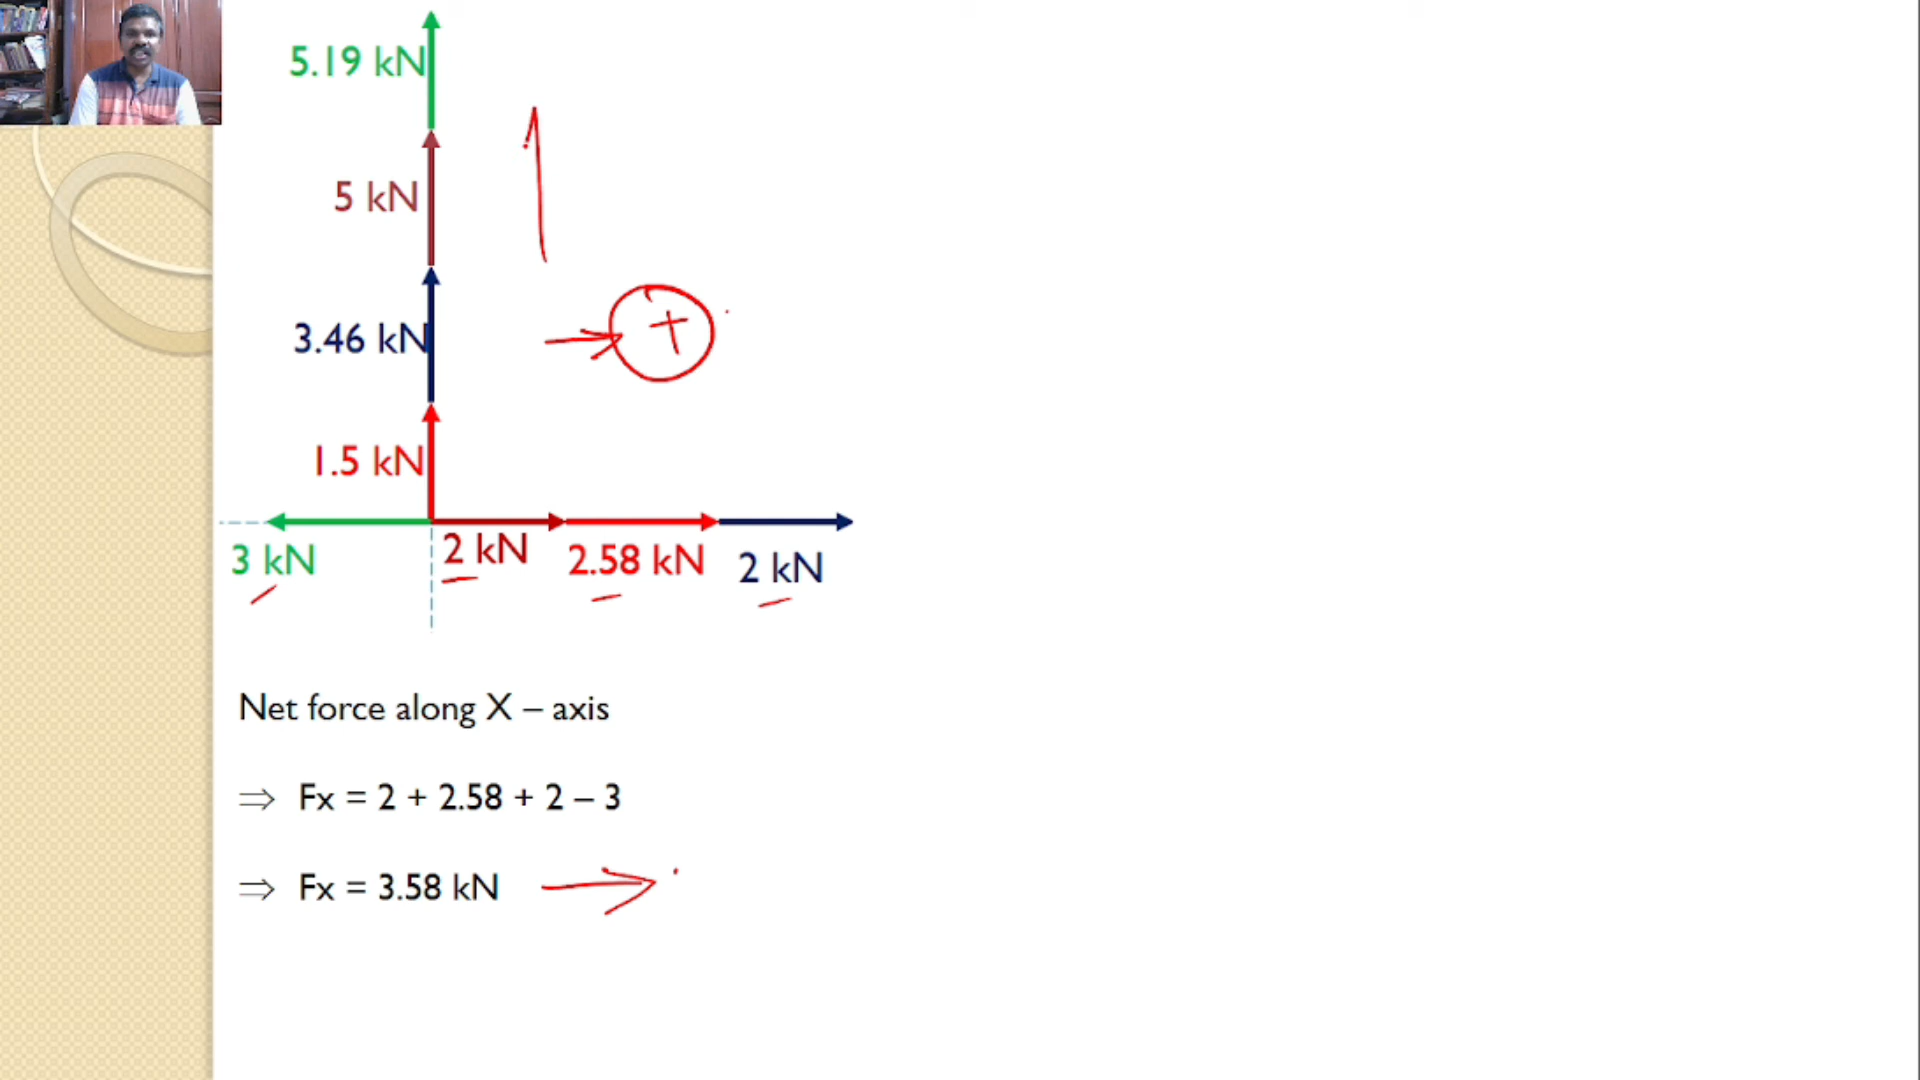 5.19 kN
5 kN
3.46 kN
+
1.5 kN
3 kN 2 kN 2.58 kN 2 kN
Net force along X – axis
⇒ Fx = 2 + 2.58 + 2 – 3
⇒ Fx = 3.58 kN